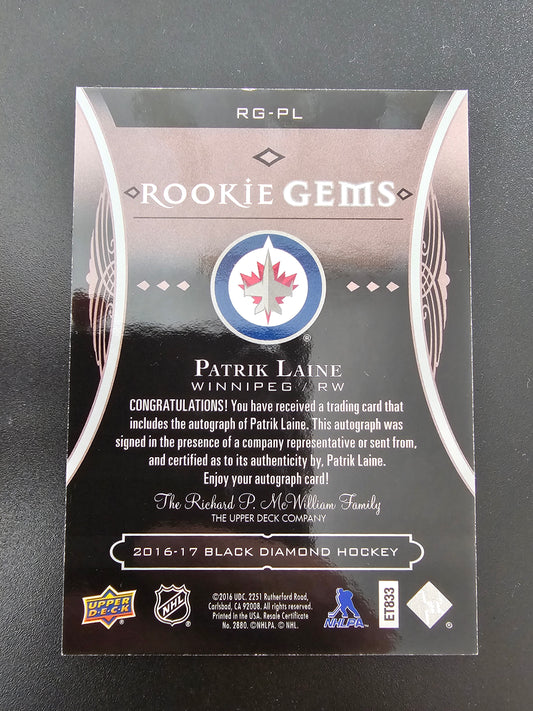 RG-PL
ROOKiE GEMS
®
PATRIK LAINE
WINNIPEG / RW
CONGRATULATIONS! You have received a trading card that
includes the autograph of Patrik Laine. This autograph was
signed in the presence of a company representative or sent from,
and certified as to its authenticity by, Patrik Laine.
Enjoy your autograph card!
The Richard P. McWilliam Family
THE UPPER DECK COMPANY
2016-17 BLACK DIAMOND HOCKEY
UPPER
D·E·C·K
NHL
©2016 UDC. 2251 Rutherford Road,
Carlsbad, CA 92008. All rights reserved.
Printed in the USA. Resale Certificate
No. 2880. ©NHLPA. © NHL.
NHLPA
ET833
®